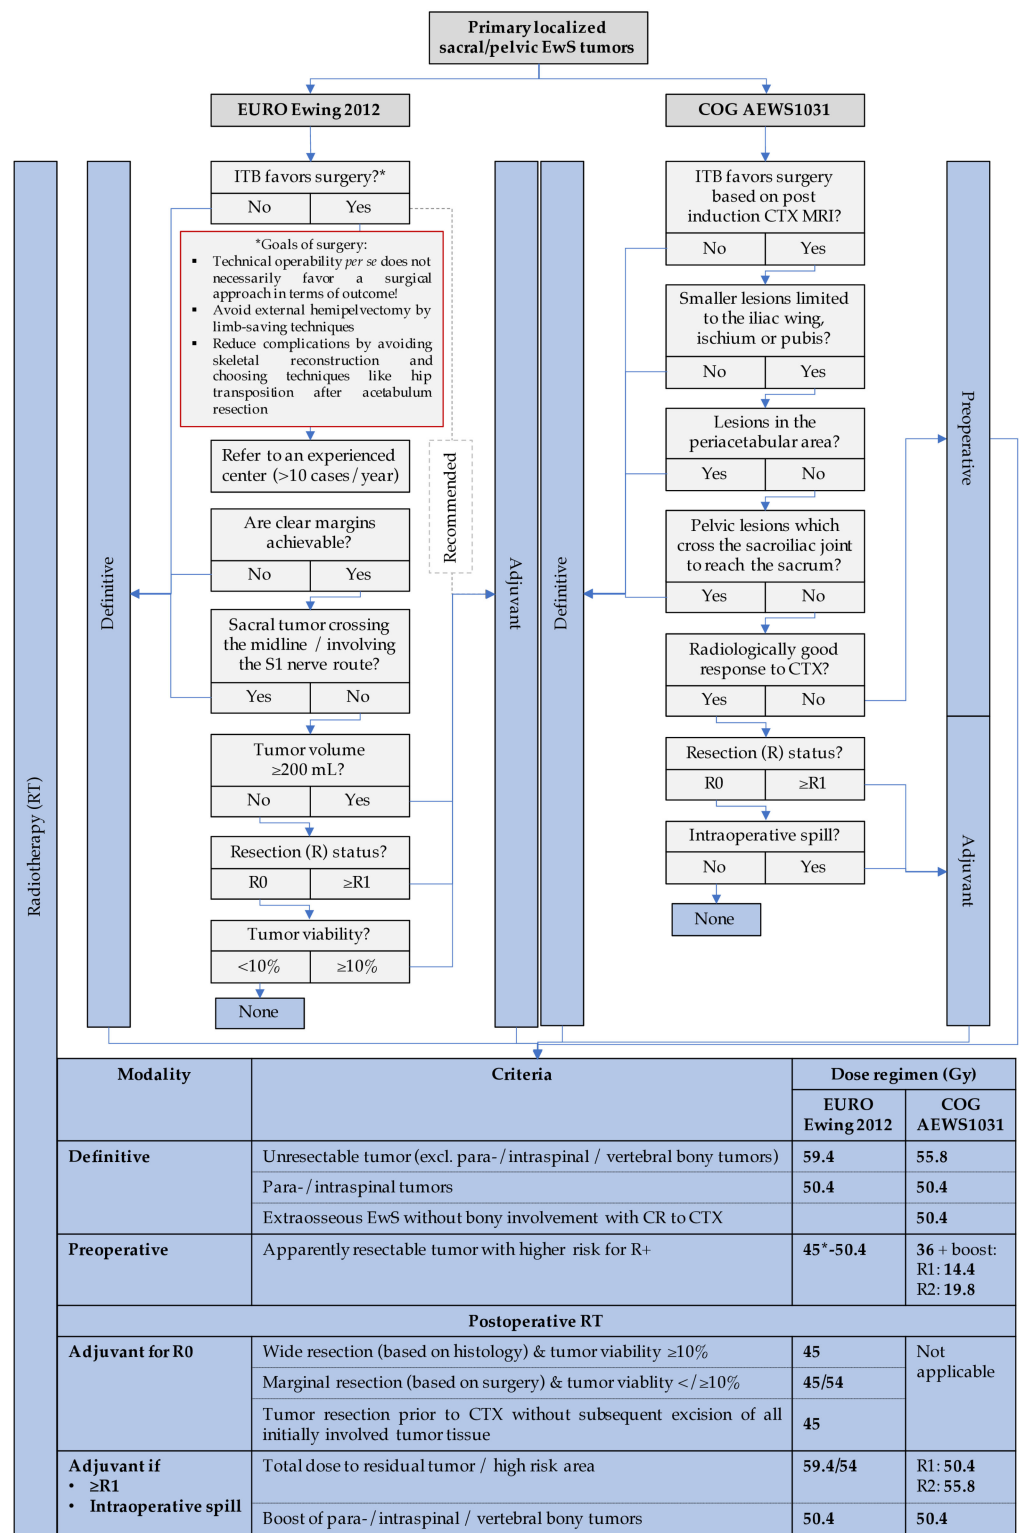 Primary localized
sacral/pelvic EwS tumors
EURO Ewing 2012
COG AEWS1031
Radiotherapy (RT)
Definitive
ITB favors surgery?*
No Yes
*Goals of surgery:
▪ Technical operability per se does not
necessarily favor a surgical
approach in terms of outcome!
▪ Avoid external hemipelvectomy by
limb-saving techniques
▪ Reduce complications by avoiding
skeletal reconstruction and
choosing techniques like hip
transposition after acetabulum
resection
Refer to an experienced
center (>10 cases/year)
Recommended
Are clear margins
achievable?
No Yes
Sacral tumor crossing
the midline / involving
the S1 nerve route?
Yes No
Tumor volume
≥200 mL?
No Yes
Resection (R) status?
R0 ≥R1
Tumor viability?
<10% ≥10%
None
Adjuvant
Definitive
ITB favors surgery
based on post
induction CTX MRI?
No Yes
Smaller lesions limited
to the iliac wing,
ischium or pubis?
No Yes
Lesions in the
periacetabular area?
Yes No
Pelvic lesions which
cross the sacroiliac joint
to reach the sacrum?
Yes No
Radiologically good
response to CTX?
Yes No
Resection (R) status?
R0 ≥R1
Intraoperative spill?
No Yes
None
Preoperative
Adjuvant
Modality Criteria Dose regimen (Gy)
EURO
Ewing 2012
COG
AEWS1031
Definitive Unresectable tumor (excl. para-/intraspinal / vertebral bony tumors) 59.4 55.8
Para-/intraspinal tumors 50.4 50.4
Extraosseous EwS without bony involvement with CR to CTX 50.4
Preoperative Apparently resectable tumor with higher risk for R+ 45*-50.4 36 + boost:
R1: 14.4
R2: 19.8
Postoperative RT
Adjuvant for R0 Wide resection (based on histology) & tumor viability ≥10% 45 Not
applicable
Marginal resection (based on surgery) & tumor viablity </≥10% 45/54
Tumor resection prior to CTX without subsequent excision of all
initially involved tumor tissue 45
Adjuvant if
• ≥R1
• Intraoperative spill
Total dose to residual tumor / high risk area 59.4/54 R1: 50.4
R2: 55.8
Boost of para-/intraspinal / vertebral bony tumors 50.4 50.4